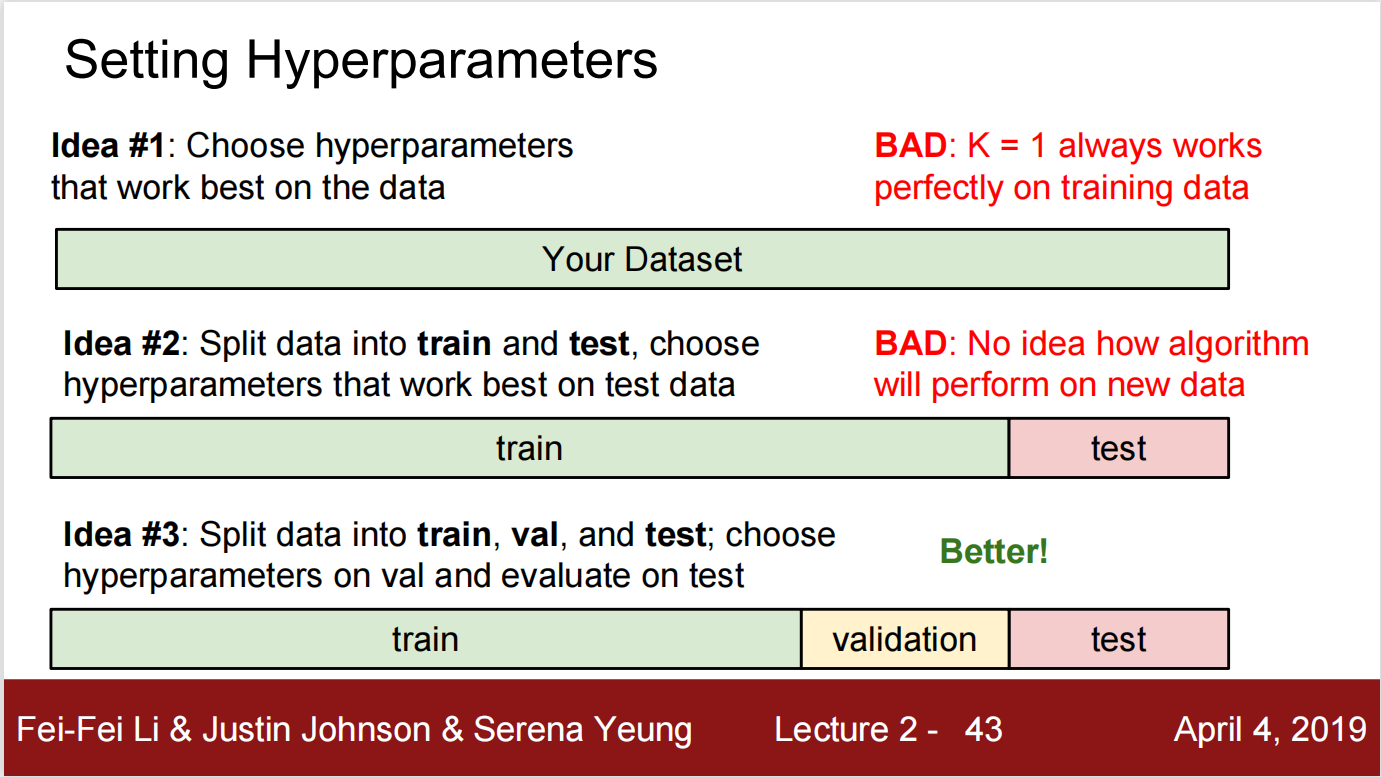 Setting Hyperparameters
Idea #1: Choose hyperparameters
that work best on the data
BAD: K = 1 always works
perfectly on training data
Your Dataset
Idea #2: Split data into train and test, choose
hyperparameters that work best on test data
BAD: No idea how algorithm
will perform on new data
train
test
Idea #3: Split data into train, val, and test; choose
hyperparameters on val and evaluate on test
Better!
train
validation
test
Fei-Fei Li & Justin Johnson & Serena Yeung
Lecture 2 - 43
April 4, 2019